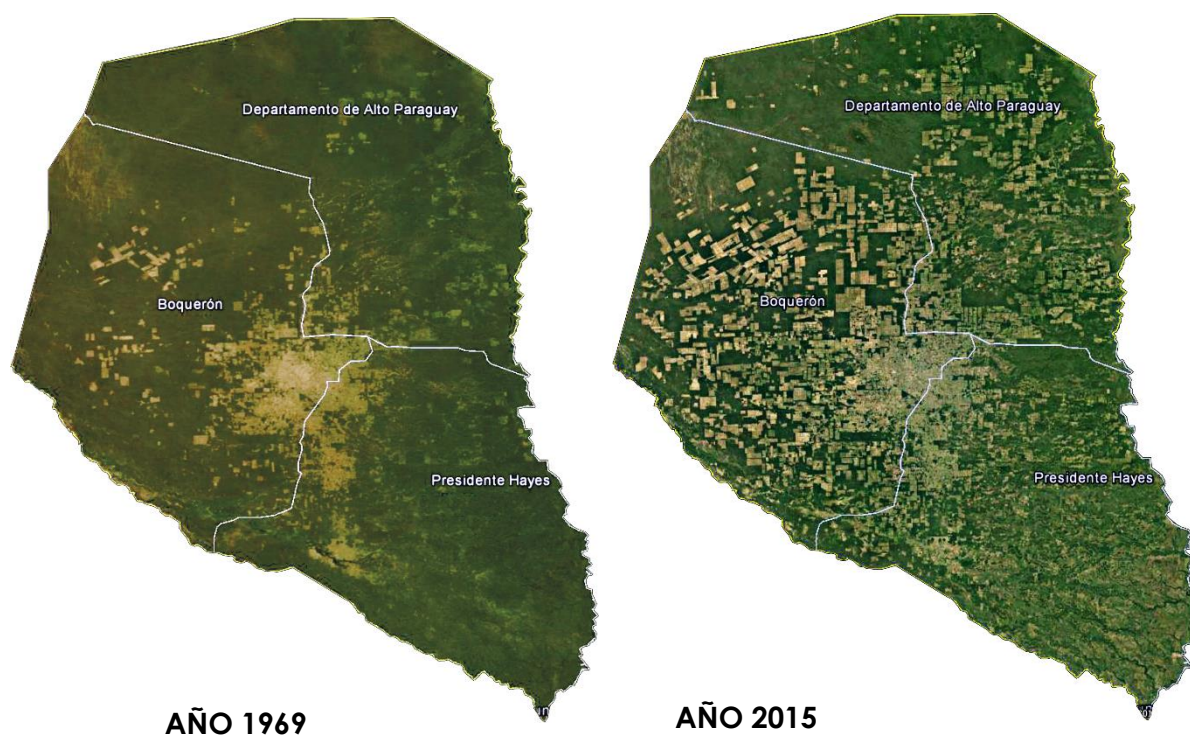 Departamento de Alto Paraguay
Boquerón
Presidente Hayes
AÑO 1969
Departamento de Alto Paraguay
Boquerón
Presidente Hayes
AÑO 2015